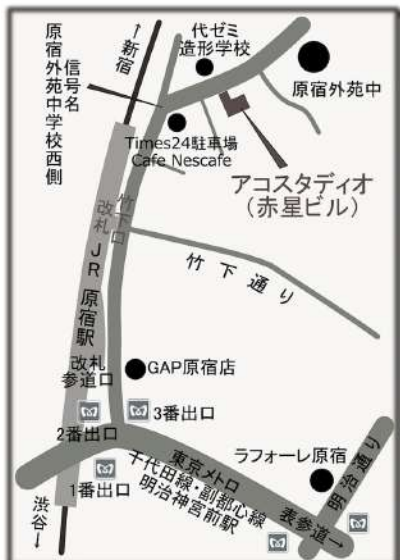 ←新宿
信号名
原宿外苑中学校西側
代ゼミ
造形学校
原宿外苑中
Times24駐車場
Cafe Nescafe
アコスタディオ
(赤星ビル)
竹下口
改札
竹下通り
JR 原宿駅
改札
参道口
GAP原宿店
3番出口
2番出口
1番出口
東京メトロ
千代田線・副都心線
明治神宮前駅
ラフォーレ原宿
明治通り
表参道→
渋谷→